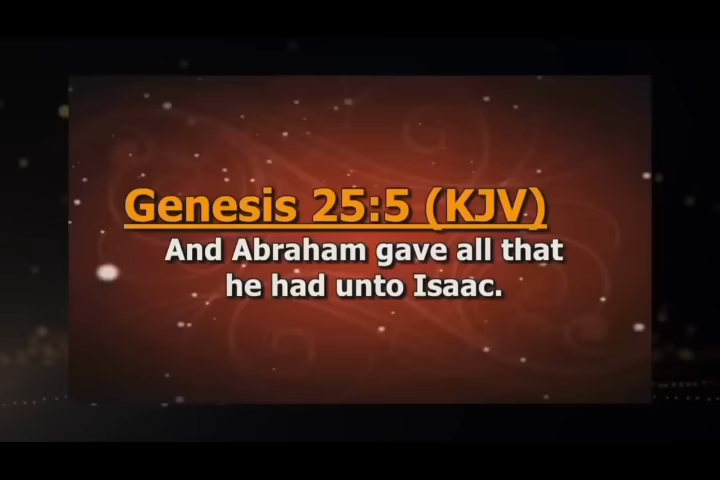 Genesis 25:5 (KJV)
And Abraham gave all that
he had unto Isaac.